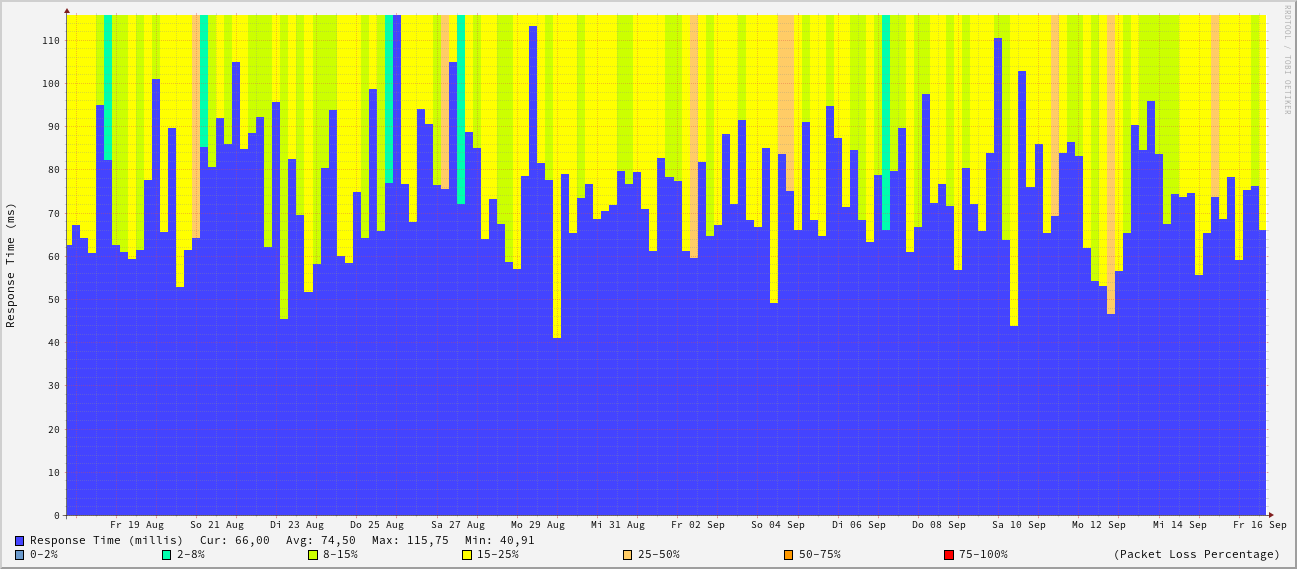 RRDTOOL / TOBI OETIKER
Response Time (ms)
110
100
90
80
70
60
50
40
30
20
10
0
Fr 19 Aug So 21 Aug Di 23 Aug Do 25 Aug Sa 27 Aug Mo 29 Aug Mi 31 Aug Fr 02 Sep So 04 Sep Di 06 Sep Do 08 Sep Sa 10 Sep Mo 12 Sep Mi 14 Sep Fr 16 Sep
Response Time (millis) Cur: 66,00 Avg: 74,50 Max: 115,75 Min: 40,91
0-2% 2-8% 8-15% 15-25% 25-50% 50-75% 75-100% (Packet Loss Percentage)